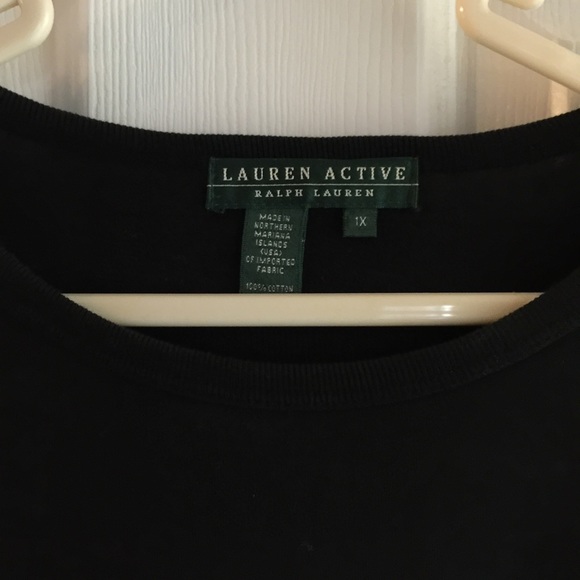 LAUREN ACTIVE
RALPH LAUREN
1X
MADE IN
NORTHERN
MARIANA
ISLANDS
(USA)
OF IMPORTED
FABRIC
100% COTTON